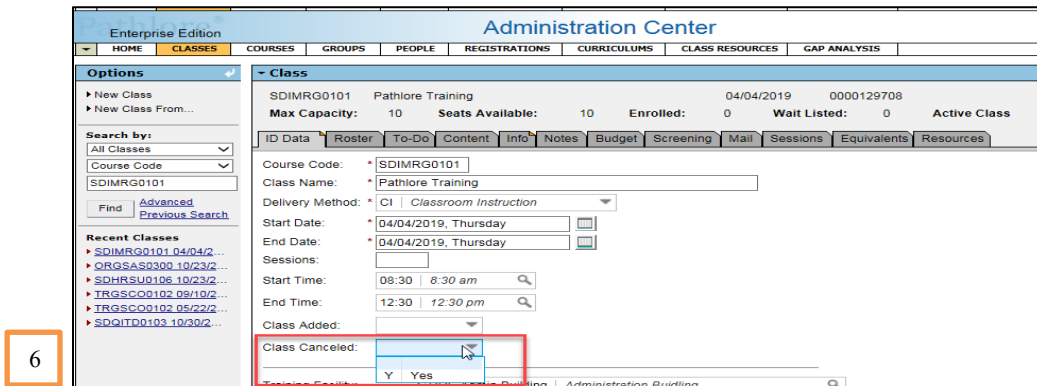 Pathlore®
Enterprise Edition
Administration Center
HOME CLASSES COURSES GROUPS PEOPLE REGISTRATIONS CURRICULUMS CLASS RESOURCES GAP ANALYSIS
Options
New Class
New Class From...
Search by:
All Classes
Course Code
SDIMRG0101
Find Advanced
Previous Search
Recent Classes
SDIMRG0101 04/04/2...
ORGSAS0300 10/23/2...
SDHRSU0106 10/23/2...
TRGSCO0102 09/10/2...
TRGSCO0102 05/22/2...
SDQITD0103 10/30/2...
Class
SDIMRG0101 Pathlore Training 04/04/2019 0000129708
Max Capacity: 10 Seats Available: 10 Enrolled: 0 Wait Listed: 0 Active Class
ID Data Roster To-Do Content Info Notes Budget Screening Mail Sessions Equivalents Resources
Course Code: * SDIMRG0101
Class Name: * Pathlore Training
Delivery Method: * CI | Classroom Instruction
Start Date: * 04/04/2019, Thursday
End Date: * 04/04/2019, Thursday
Sessions:
Start Time: 08:30 | 8:30 am
End Time: 12:30 | 12:30 pm
Class Added:
Class Canceled:
Y Yes
Training Facility: Building | Administration Buidling
6